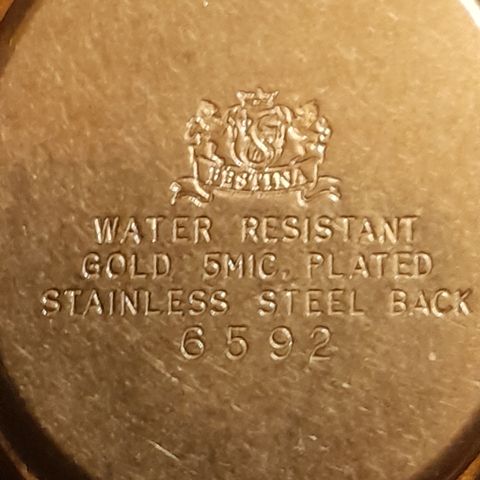 FESTINA
WATER RESISTANT
GOLD 5MIC. PLATED
STAINLESS STEEL BACK
6592